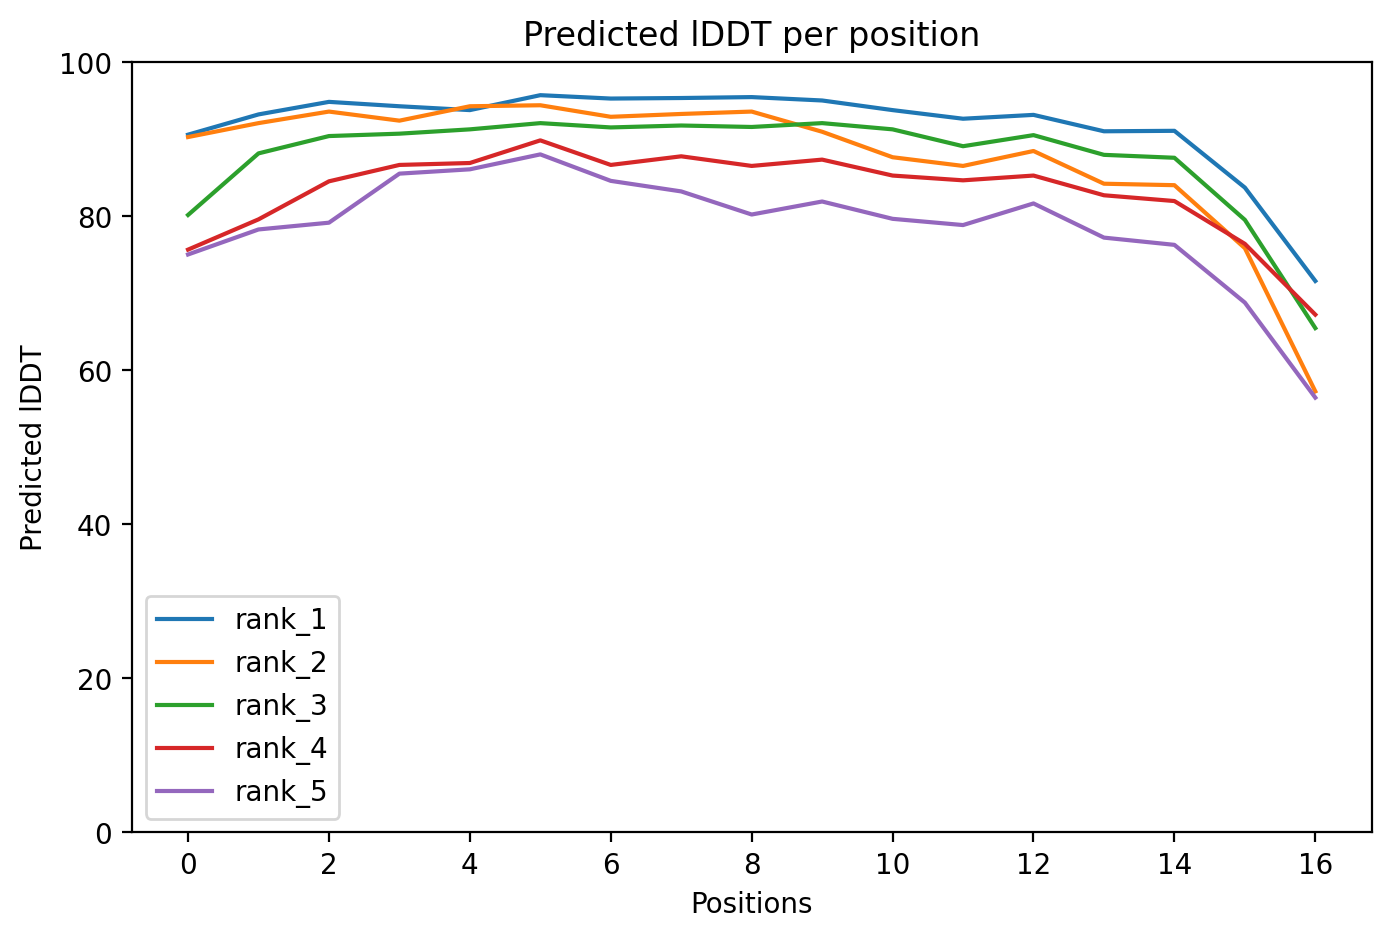 Predicted lDDT per position
Predicted lDDT
100
80
60
40
20
0
rank_1
rank_2
rank_3
rank_4
rank_5
0 2 4 6 8 10 12 14 16
Positions